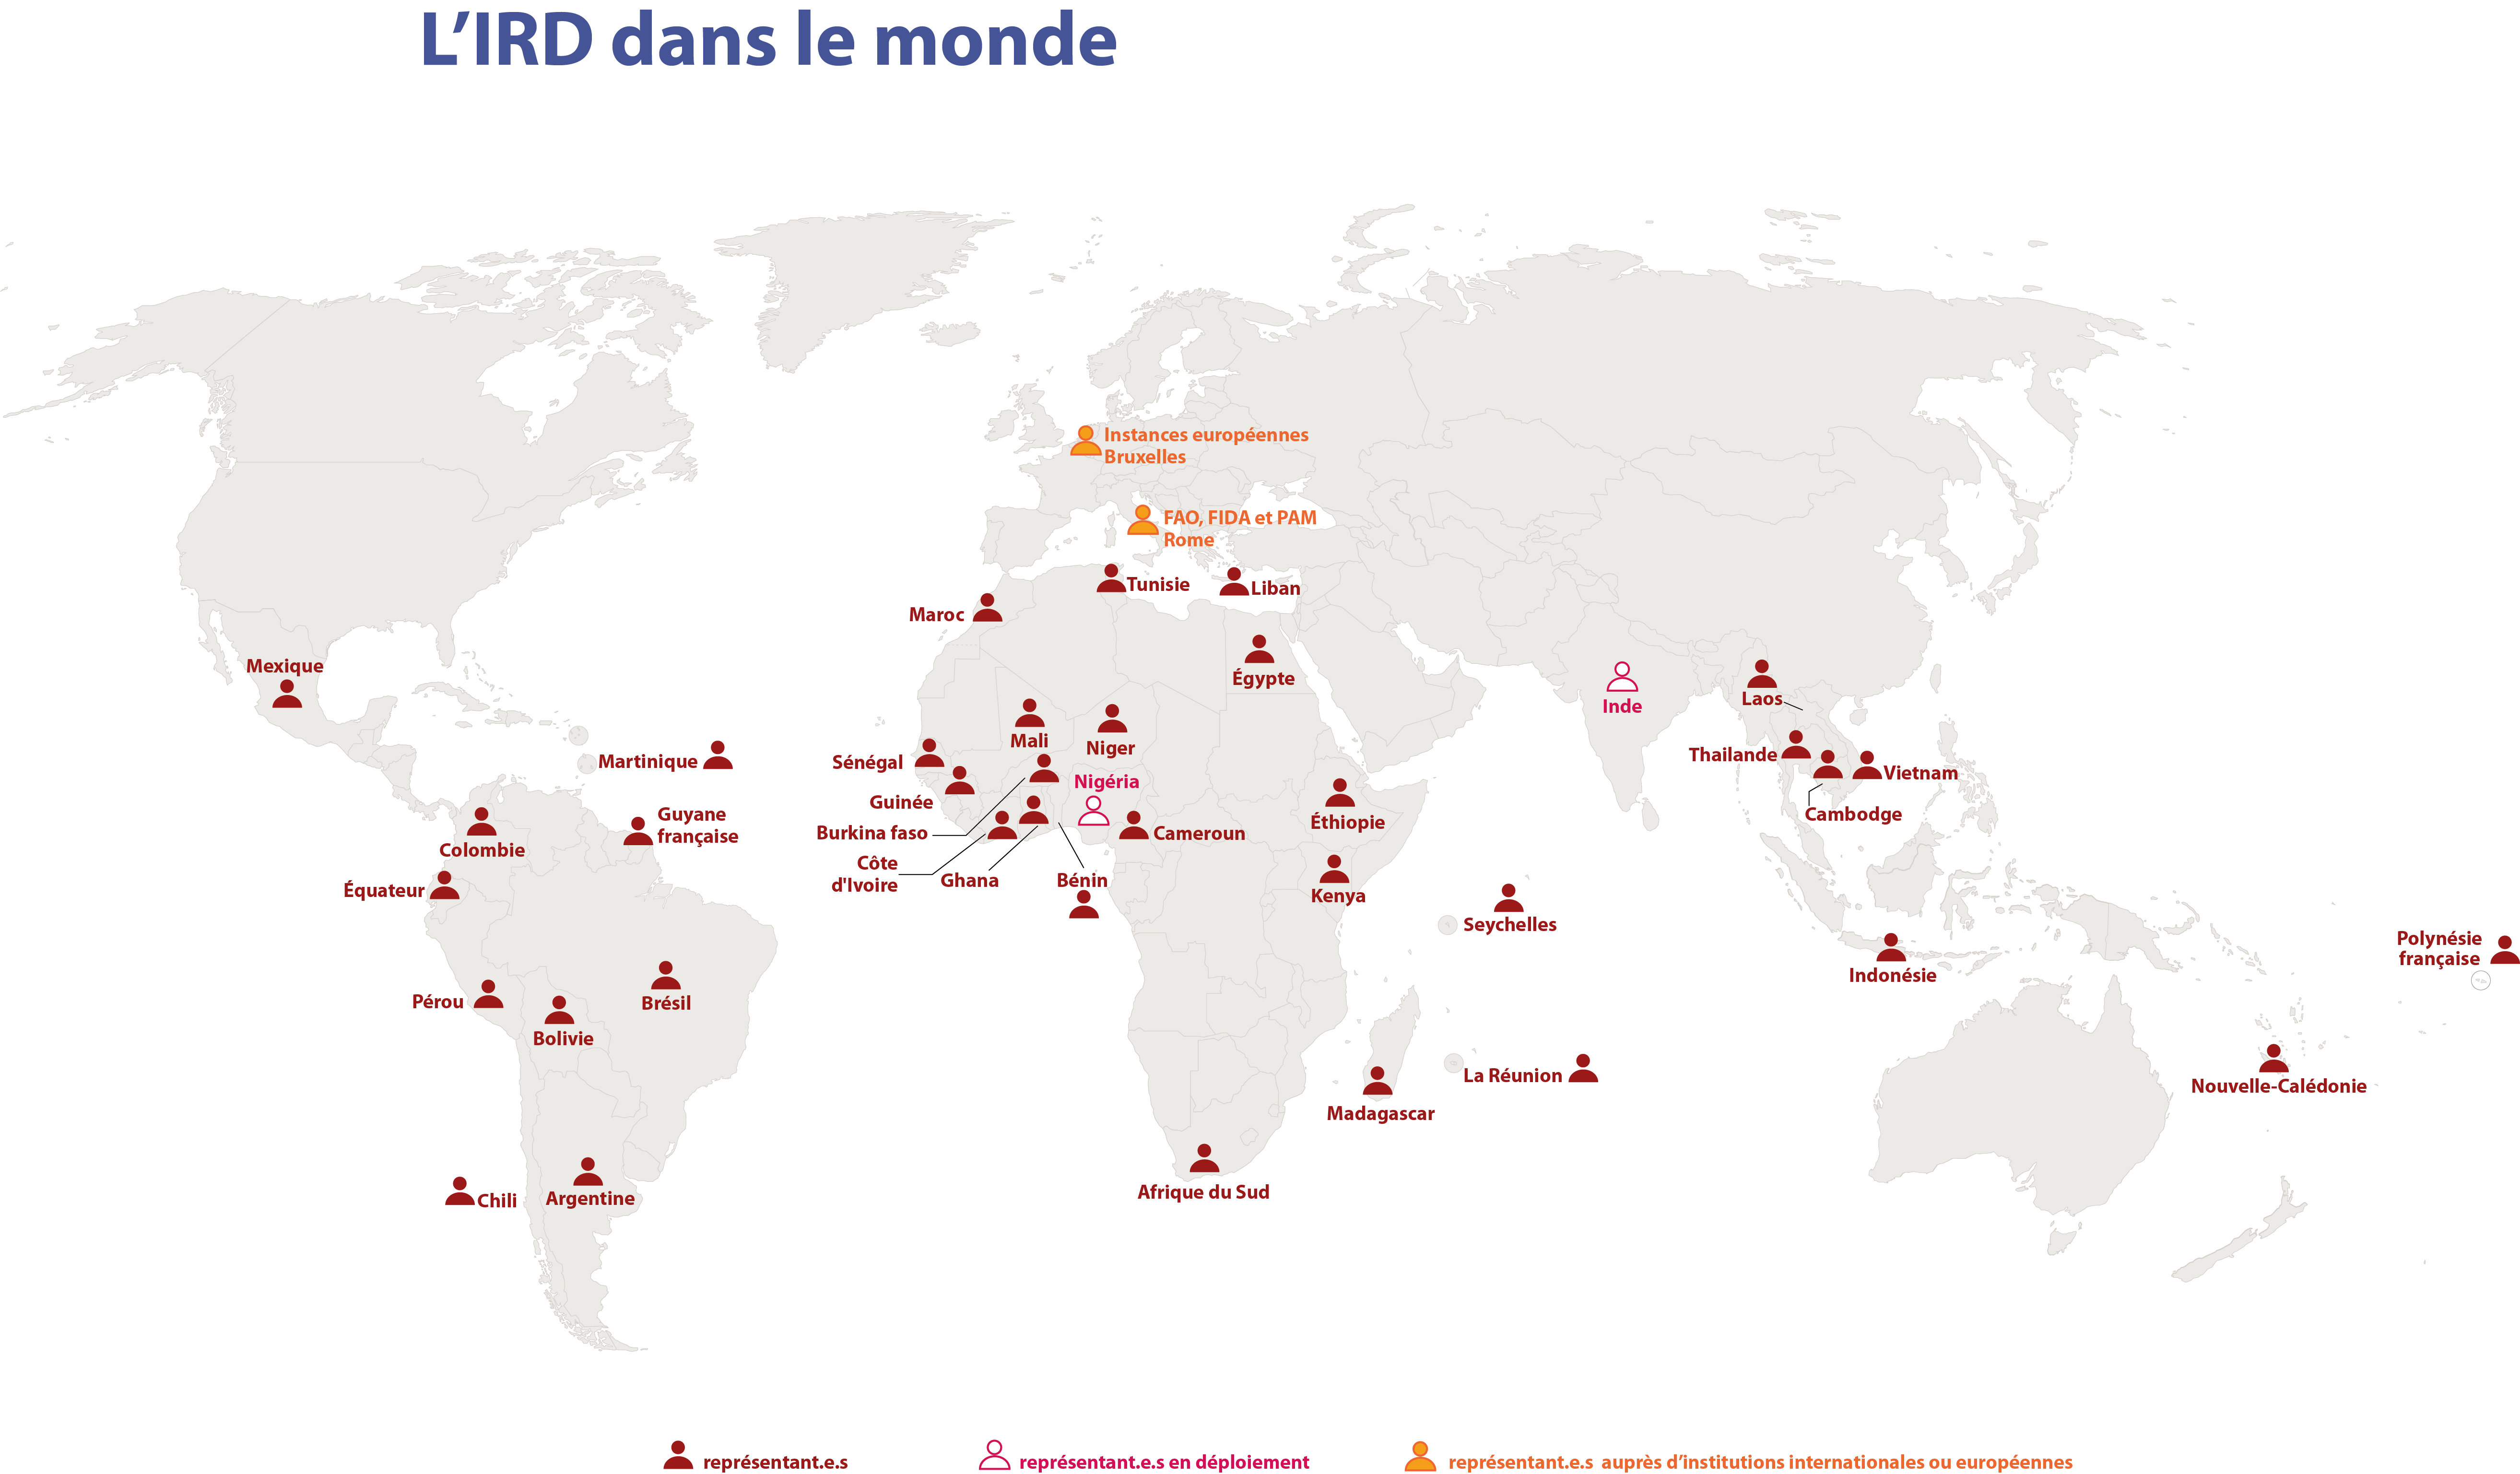 L'IRD dans le monde
Instances européennes
Bruxelles
FAO, FIDA et PAM
Rome
Tunisie
Liban
Maroc
Égypte
Mexique
Inde
Laos
Mali
Niger
Martinique
Sénégal
Thailande
Vietnam
Nigéria
Guinée
Guyane
française
Cambodge
Éthiopie
Burkina faso
Cameroun
Colombie
Côte
d'Ivoire
Ghana
Bénin
Équateur
Kenya
Seychelles
Polynésie
française
Indonésie
Pérou
Brésil
Bolivie
La Réunion
Nouvelle-Calédonie
Madagascar
Afrique du Sud
Chili
Argentine
représentant.e.s
représentant.e.s en déploiement
représentant.e.s auprès d'institutions internationales ou européennes